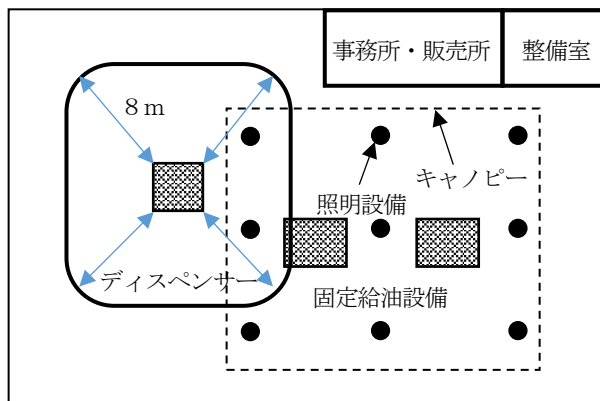 事務所・販売所
整備室
８ｍ
キャノピー
照明設備
ディスペンサー
固定給油設備